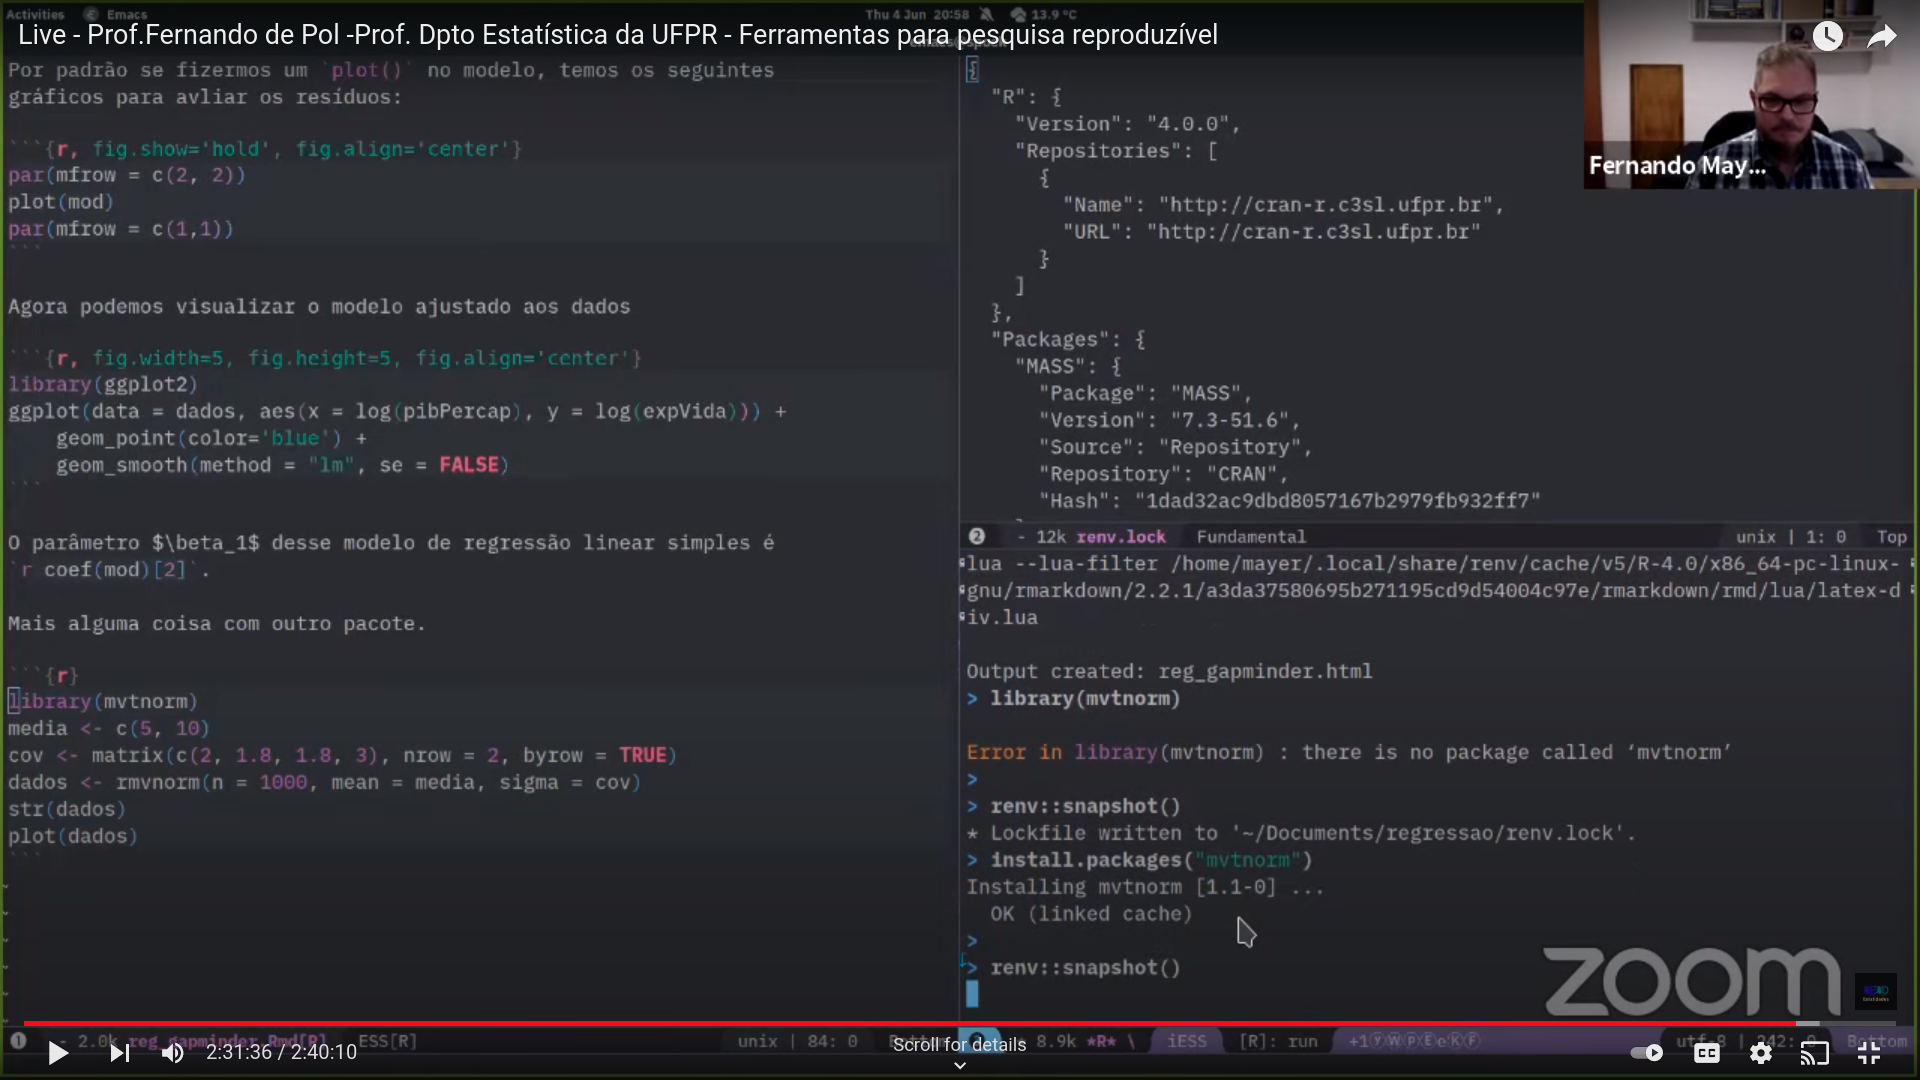 Activities Emacs Thu 4 Jun 20:58 13.9 °C
Live - Prof.Fernando de Pol -Prof. Dpto Estatística da UFPR - Ferramentas para pesquisa reproduzível
Por padrão se fizermos um `plot()` no modelo, temos os seguintes
gráficos para avliar os resíduos:
```{r, fig.show='hold', fig.align='center'}
par(mfrow = c(2, 2))
plot(mod)
par(mfrow = c(1,1))
```
Agora podemos visualizar o modelo ajustado aos dados
```{r, fig.width=5, fig.height=5, fig.align='center'}
library(ggplot2)
ggplot(data = dados, aes(x = log(pibPercap), y = log(expVida))) +
geom_point(color='blue') +
geom_smooth(method = "lm", se = FALSE)
```
O parâmetro $\beta_1$ desse modelo de regressão linear simples é
`r coef(mod)[2]`.
Mais alguma coisa com outro pacote.
```{r}
library(mvtnorm)
media <- c(5, 10)
cov <- matrix(c(2, 1.8, 1.8, 3), nrow = 2, byrow = TRUE)
dados <- rmvnorm(n = 1000, mean = media, sigma = cov)
str(dados)
plot(dados)
```
{
"R": {
"Version": "4.0.0",
"Repositories": [
{
"Name": "http://cran-r.c3sl.ufpr.br",
"URL": "http://cran-r.c3sl.ufpr.br"
}
]
},
"Packages": {
"MASS": {
"Package": "MASS",
"Version": "7.3-51.6",
"Source": "Repository",
"Repository": "CRAN",
"Hash": "1dad32ac9dbd8057167b2979fb932ff7"
Fernando May...
2 - 12k renv.lock Fundamental unix | 1: 0 Top
lua --lua-filter /home/mayer/.local/share/renv/cache/v5/R-4.0/x86_64-pc-linux-
gnu/rmarkdown/2.2.1/a3da37580695b271195cd9d54004c97e/rmarkdown/rmd/lua/latex-d
iv.lua
Output created: reg_gapminder.html
> library(mvtnorm)
Error in library(mvtnorm) : there is no package called ‘mvtnorm’
>
> renv::snapshot()
* Lockfile written to '~/Documents/regressao/renv.lock'.
> install.packages("mvtnorm")
Installing mvtnorm [1.1-0] ...
OK (linked cache)
>
> renv::snapshot()
zoom
1 - 2.0k reg_gapminder.Rmd[R] ESS[R] unix | 84: 0
8.9k *R* \ iESS [R]: run utf-8 | 242: 0 Bottom
2:31:36 / 2:40:10
Scroll for details
CC